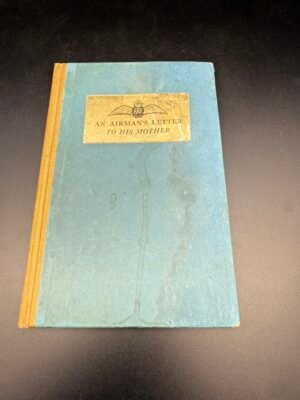 AN AIRMAN'S LETTER
TO HIS MOTHER